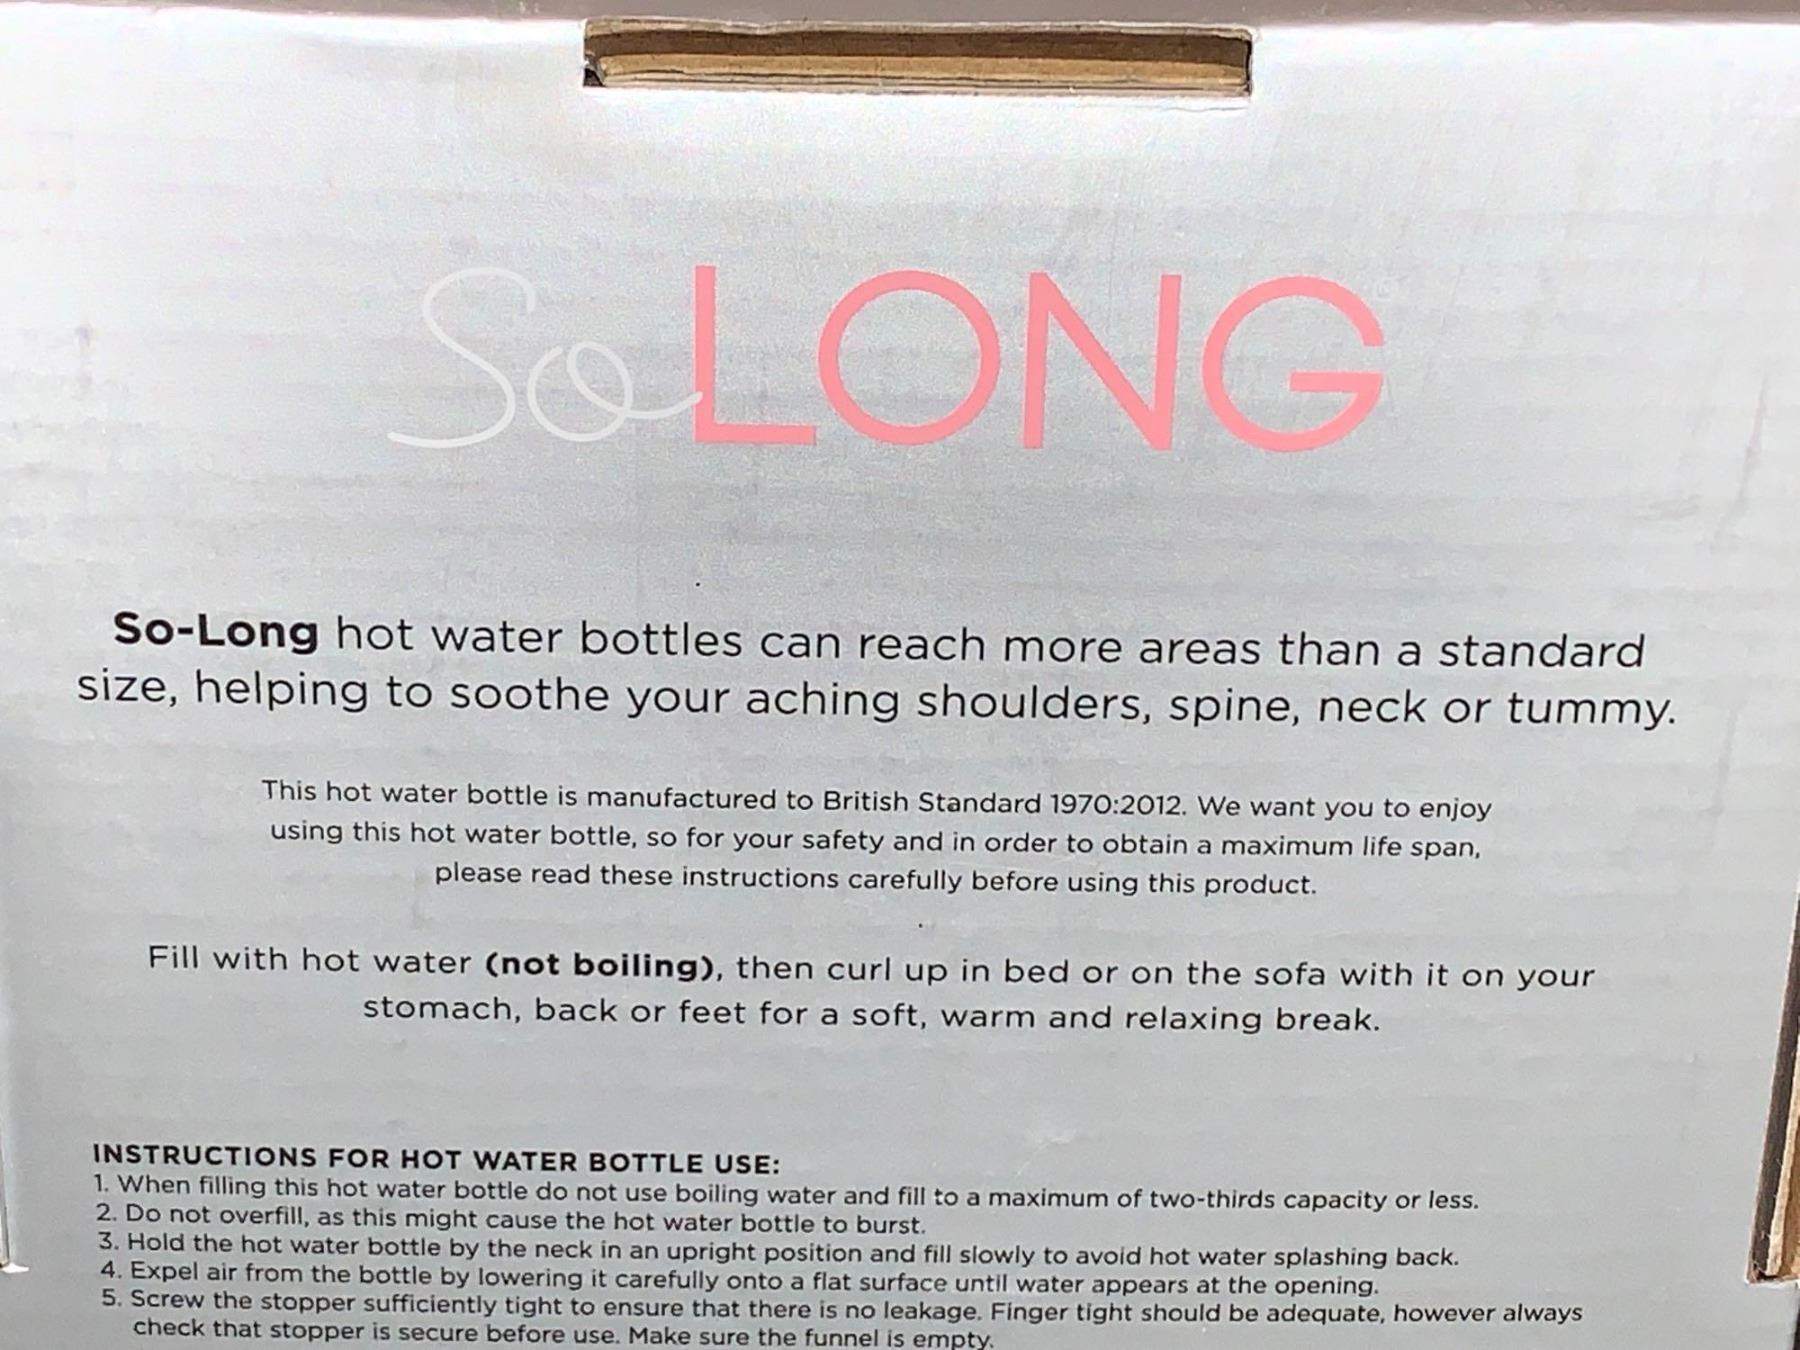 So LONG
So-Long hot water bottles can reach more areas than a standard
size, helping to soothe your aching shoulders, spine, neck or tummy.
This hot water bottle is manufactured to British Standard 1970:2012. We want you to enjoy
using this hot water bottle, so for your safety and in order to obtain a maximum life span,
please read these instructions carefully before using this product.
Fill with hot water (not boiling), then curl up in bed or on the sofa with it on your
stomach, back or feet for a soft, warm and relaxing break.
INSTRUCTIONS FOR HOT WATER BOTTLE USE:
1. When filling this hot water bottle do not use boiling water and fill to a maximum of two-thirds capacity or less.
2. Do not overfill, as this might cause the hot water bottle to burst.
3. Hold the hot water bottle by the neck in an upright position and fill slowly to avoid hot water splashing back.
4. Expel air from the bottle by lowering it carefully onto a flat surface until water appears at the opening.
5. Screw the stopper sufficiently tight to ensure that there is no leakage. Finger tight should be adequate, however always
check that stopper is secure before use. Make sure the funnel is empty.